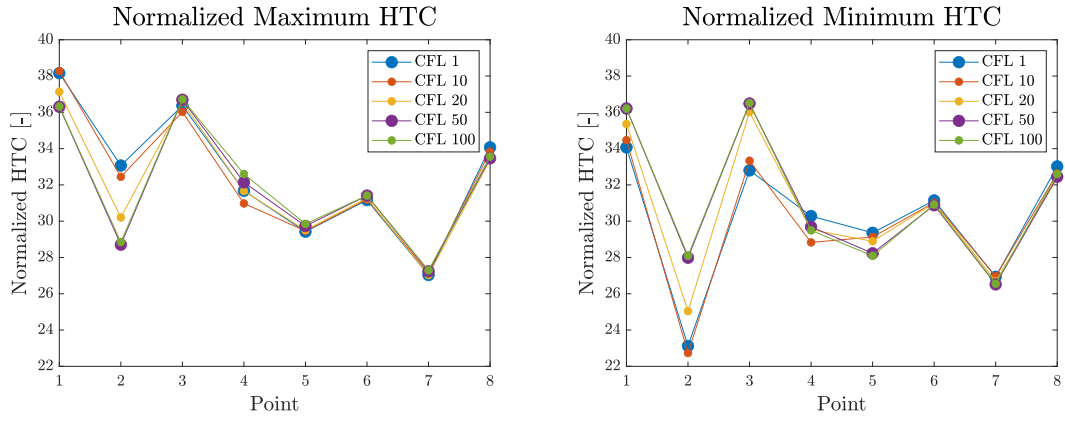 Normalized Maximum HTC
Normalized HTC [-]
40
38
36
34
32
30
28
26
24
22
1 2 3 4 5 6 7 8
Point
CFL 1
CFL 10
CFL 20
CFL 50
CFL 100
Normalized Minimum HTC
Normalized HTC [-]
40
38
36
34
32
30
28
26
24
22
1 2 3 4 5 6 7 8
Point
CFL 1
CFL 10
CFL 20
CFL 50
CFL 100